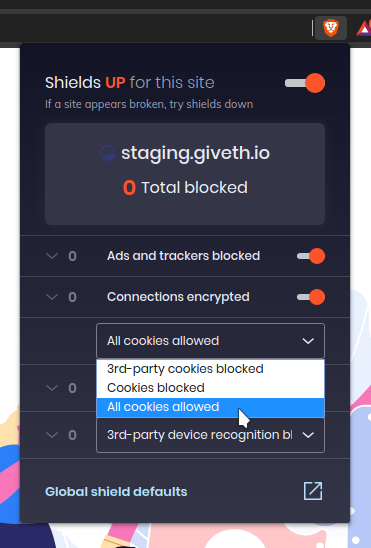 Shields UP for this site
If a site appears broken, try shields down
staging.giveth.io
0 Total blocked
0 Ads and trackers blocked
0 Connections encrypted
All cookies allowed
3rd-party cookies blocked
0 Cookies blocked
All cookies allowed
0 3rd-party device recognition bl
Global shield defaults